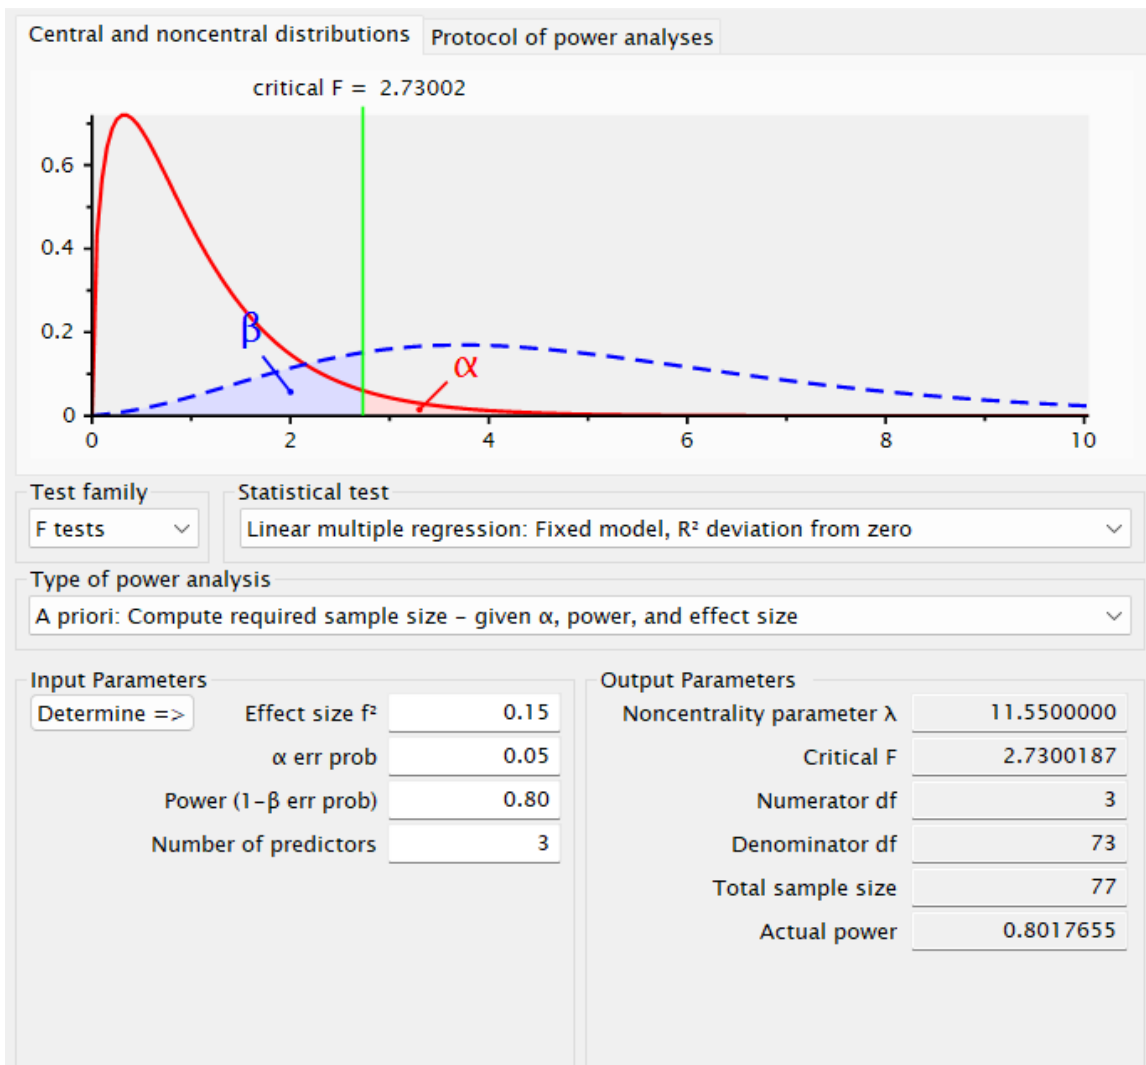 Central and noncentral distributions
Protocol of power analyses
critical F = 2.73002
0.6
0.4
0.2
0
β
α
0 2 4 6 8 10
Test family
Statistical test
F tests
Linear multiple regression: Fixed model, R² deviation from zero
Type of power analysis
A priori: Compute required sample size – given α, power, and effect size
Input Parameters
Determine =>
Effect size f² 0.15
α err prob 0.05
Power (1–β err prob) 0.80
Number of predictors 3
Output Parameters
Noncentrality parameter λ 11.5500000
Critical F 2.7300187
Numerator df 3
Denominator df 73
Total sample size 77
Actual power 0.8017655